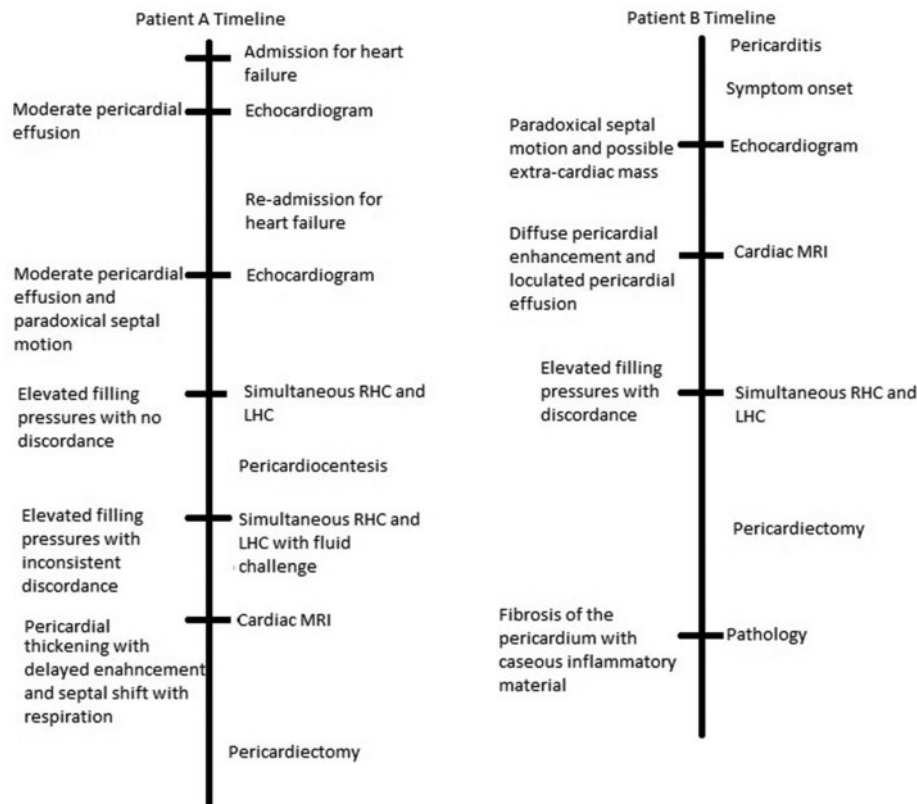 Patient A Timeline
Admission for heart
failure
Moderate pericardial
effusion
Echocardiogram
Re-admission for
heart failure
Moderate pericardial
effusion and
paradoxical septal
motion
Echocardiogram
Elevated filling
pressures with no
discordance
Simultaneous RHC and
LHC
Pericardiocentesis
Elevated filling
pressures with
inconsistent
discordance
Simultaneous RHC and
LHC with fluid
challenge
Pericardial
thickening with
delayed enahncement
and septal shift with
respiration
Cardiac MRI
Pericardiectomy
Patient B Timeline
Pericarditis
Symptom onset
Paradoxical septal
motion and possible
extra-cardiac mass
Echocardiogram
Diffuse pericardial
enhancement and
loculated pericardial
effusion
Cardiac MRI
Elevated filling
pressures with
discordance
Simultaneous RHC and
LHC
Pericardiectomy
Fibrosis of the
pericardium with
caseous inflammatory
material
Pathology